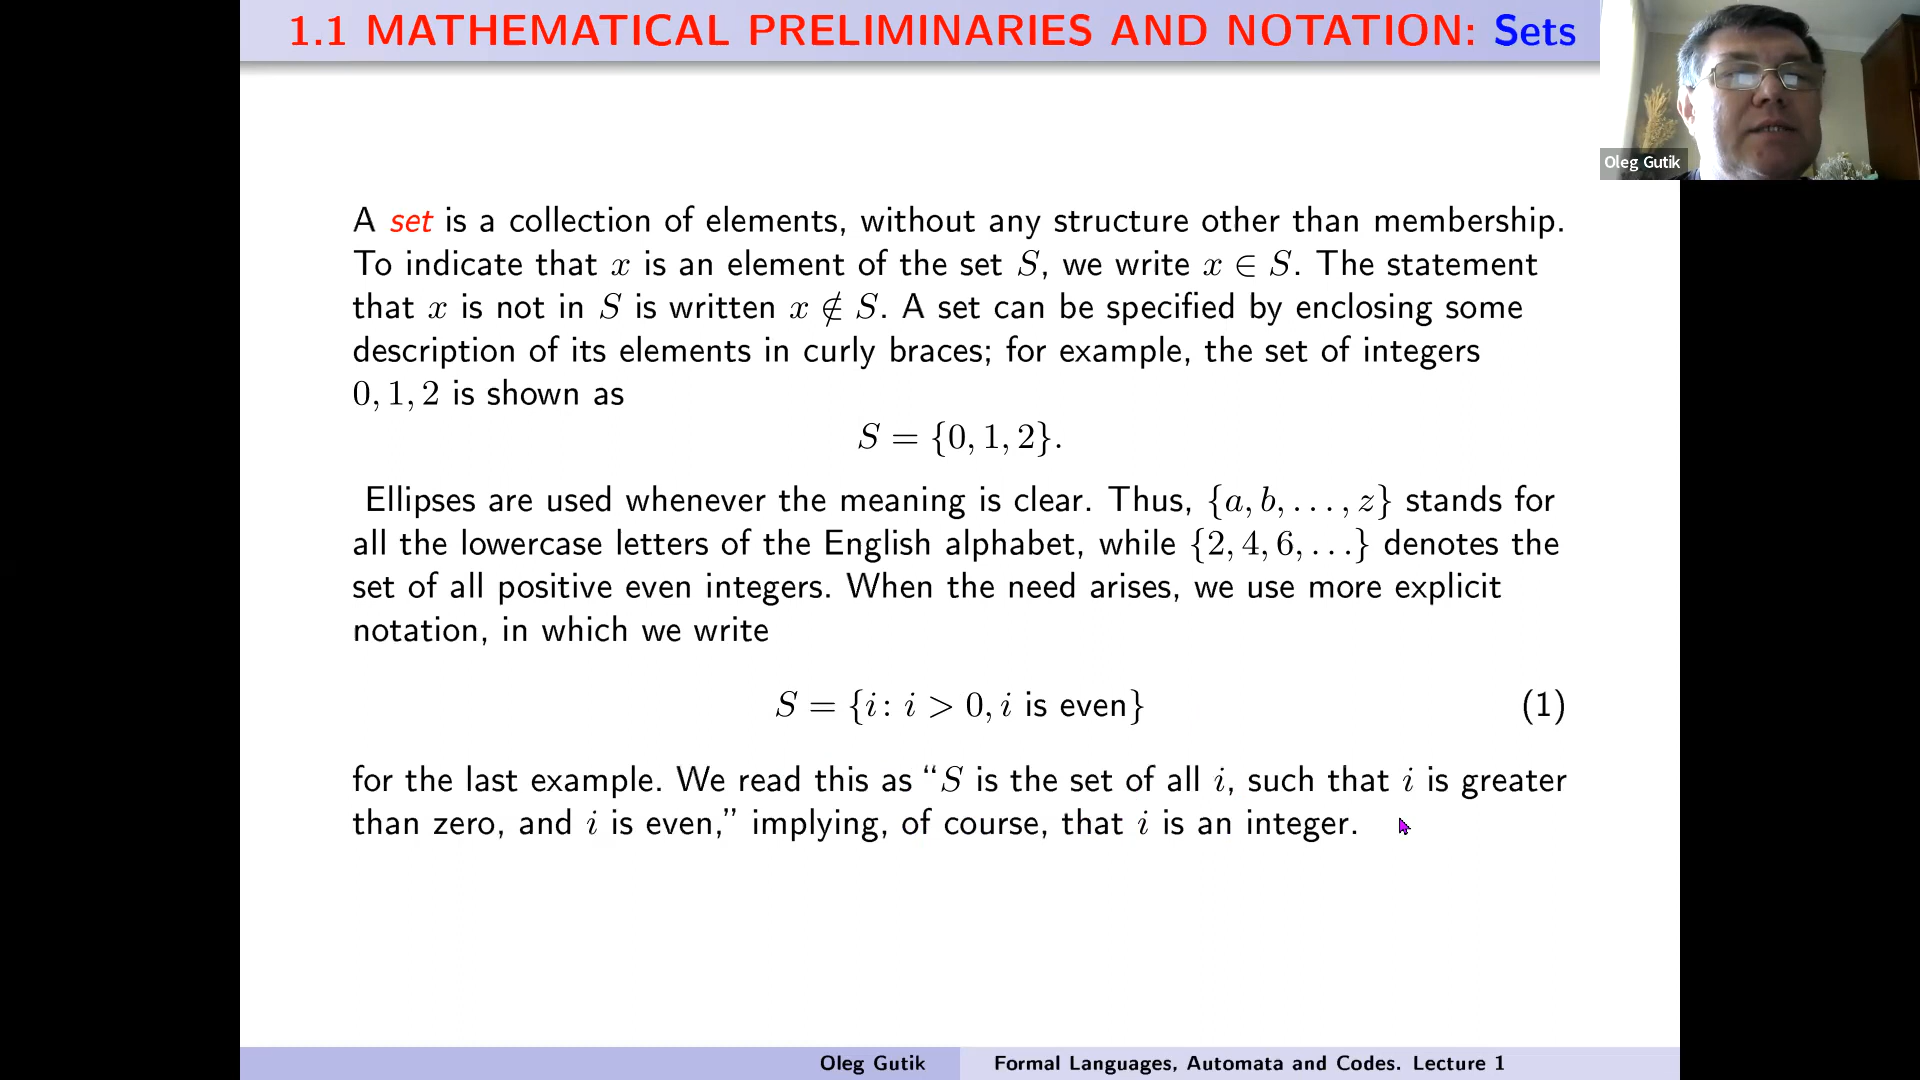 1.1 MATHEMATICAL PRELIMINARIES AND NOTATION: Sets
Oleg Gutik
A set is a collection of elements, without any structure other than membership.
To indicate that x is an element of the set S, we write x ∈ S. The statement
that x is not in S is written x ∉ S. A set can be specified by enclosing some
description of its elements in curly braces; for example, the set of integers
0, 1, 2 is shown as
S = {0, 1, 2}.
Ellipses are used whenever the meaning is clear. Thus, {a, b, . . . , z} stands for
all the lowercase letters of the English alphabet, while {2, 4, 6, . . .} denotes the
set of all positive even integers. When the need arises, we use more explicit
notation, in which we write
S = {i: i > 0, i is even} (1)
for the last example. We read this as “S is the set of all i, such that i is greater
than zero, and i is even,” implying, of course, that i is an integer.
Oleg Gutik Formal Languages, Automata and Codes. Lecture 1